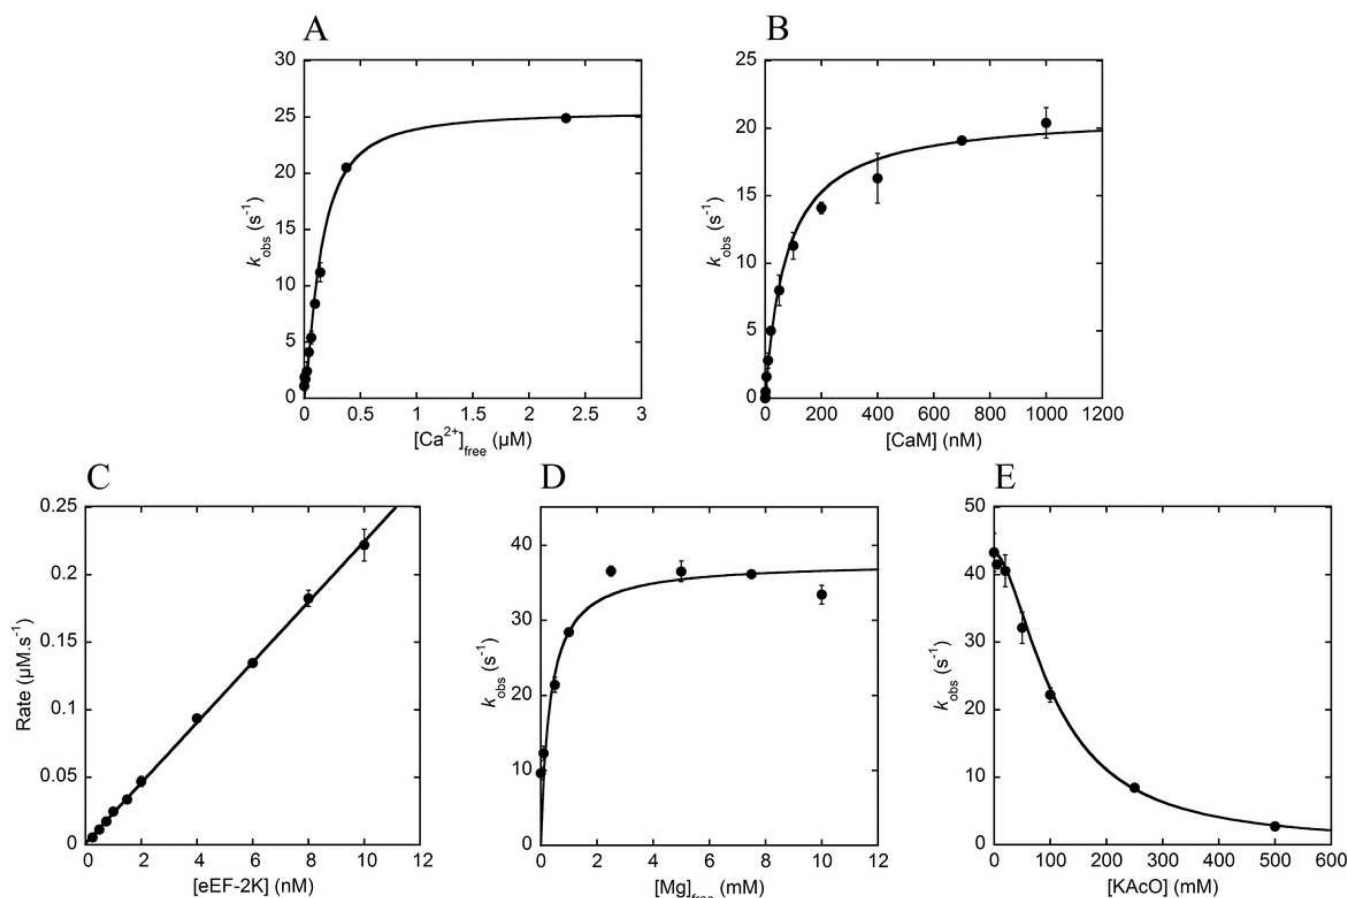 A
B
30
25
20
15
10
5
0
k_obs (s⁻¹)
0 0.5 1 1.5 2 2.5 3
[Ca²⁺]_free (µM)
25
20
15
10
5
0
k_obs (s⁻¹)
0 200 400 600 800 1000 1200
[CaM] (nM)
C
D
E
0.25
0.2
0.15
0.1
0.05
0
Rate (µM.s⁻¹)
0 2 4 6 8 10 12
[eEF-2K] (nM)
40
30
20
10
0
k_obs (s⁻¹)
0 2 4 6 8 10 12
[Mg]_free (mM)
50
40
30
20
10
0
k_obs (s⁻¹)
0 100 200 300 400 500 600
[KAcO] (mM)